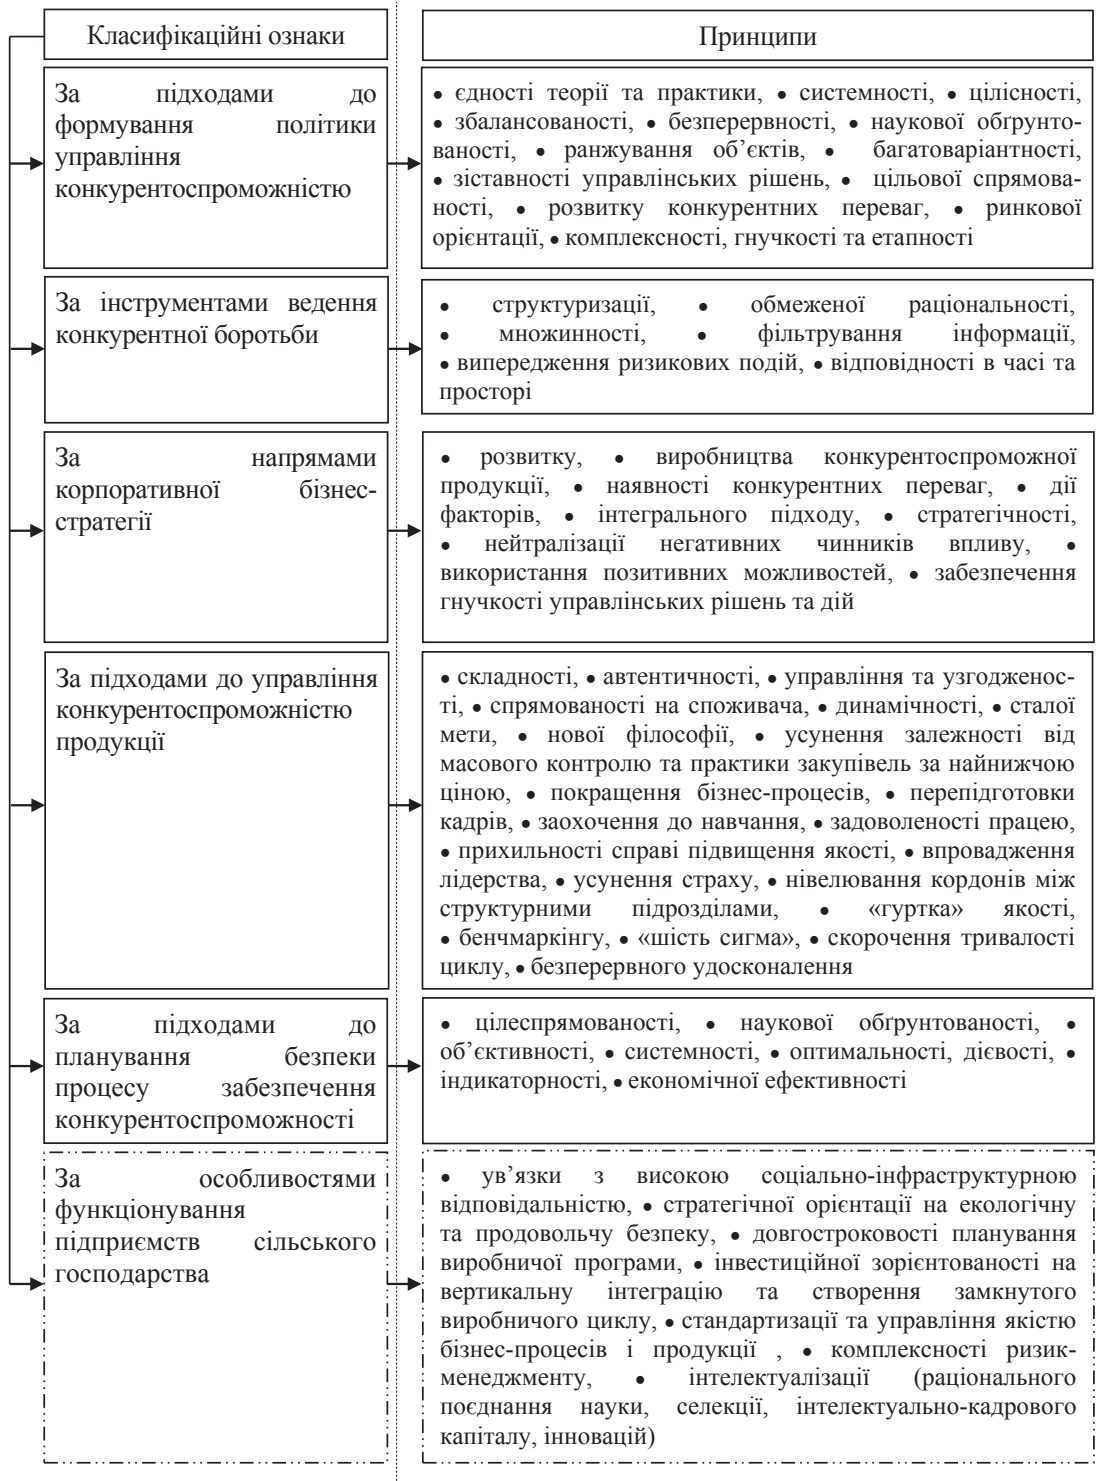 Класифікаційні ознаки
Принципи
За підходами до
формування політики
управління
конкурентоспроможністю
• єдності теорії та практики, • системності, • цілісності,
• збалансованості, • безперервності, • наукової обґрунто-
ваності, • ранжування об’єктів, • багатоваріантності,
• зіставності управлінських рішень, • цільової спрямова-
ності, • розвитку конкурентних переваг, • ринкової
орієнтації, • комплексності, гнучкості та етапності
За інструментами ведення
конкурентної боротьби
• структуризації, • обмеженої раціональності,
• множинності, • фільтрування інформації,
• випередження ризикових подій, • відповідності в часі та
просторі
За напрямами
корпоративної бізнес-
стратегії
• розвитку, • виробництва конкурентоспроможної
продукції, • наявності конкурентних переваг, • дії
факторів, • інтегрального підходу, • стратегічності,
• нейтралізації негативних чинників впливу, •
використання позитивних можливостей, • забезпечення
гнучкості управлінських рішень та дій
За підходами до управління
конкурентоспроможністю
продукції
• складності, • автентичності, • управління та узгодженос-
ті, • спрямованості на споживача, • динамічності, • сталої
мети, • нової філософії, • усунення залежності від
масового контролю та практики закупівель за найнижчою
ціною, • покращення бізнес-процесів, • перепідготовки
кадрів, • заохочення до навчання, • задоволеності працею,
• прихильності справі підвищення якості, • впровадження
лідерства, • усунення страху, • нівелювання кордонів між
структурними підрозділами, • «гуртка» якості,
• бенчмаркінгу, • «шість сигма», • скорочення тривалості
циклу, • безперервного удосконалення
За підходами до
планування безпеки
процесу забезпечення
конкурентоспроможності
• цілеспрямованості, • наукової обґрунтованості, •
об’єктивності, • системності, • оптимальності, дієвості, •
індикаторності, • економічної ефективності
За особливостями
функціонування
підприємств сільського
господарства
• ув’язки з високою соціально-інфраструктурною
відповідальністю, • стратегічної орієнтації на екологічну
та продовольчу безпеку, • довгостроковості планування
виробничої програми, • інвестиційної зорієнтованості на
вертикальну інтеграцію та створення замкнутого
виробничого циклу, • стандартизації та управління якістю
бізнес-процесів і продукції , • комплексності ризик-
менеджменту, • інтелектуалізації (раціонального
поєднання науки, селекції, інтелектуально-кадрового
капіталу, інновацій)